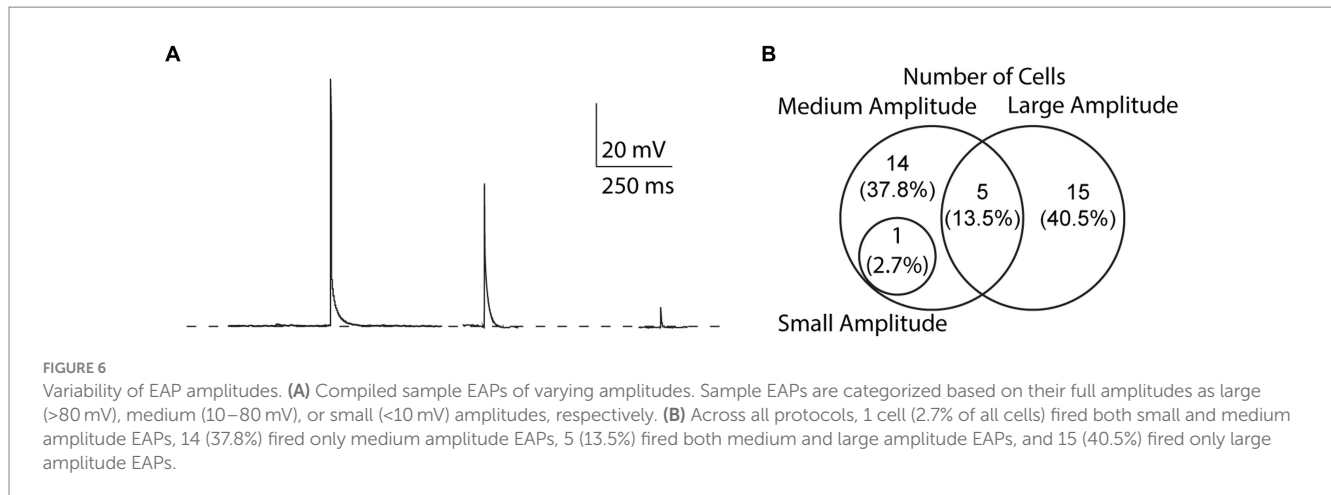 A
20 mV
250 ms
B
Number of Cells
Medium Amplitude
Large Amplitude
14
(37.8%)
5
(13.5%)
15
(40.5%)
1
(2.7%)
Small Amplitude
FIGURE 6
Variability of EAP amplitudes. (A) Compiled sample EAPs of varying amplitudes. Sample EAPs are categorized based on their full amplitudes as large
(>80 mV), medium (10–80 mV), or small (<10 mV) amplitudes, respectively. (B) Across all protocols, 1 cell (2.7% of all cells) fired both small and medium
amplitude EAPs, 14 (37.8%) fired only medium amplitude EAPs, 5 (13.5%) fired both medium and large amplitude EAPs, and 15 (40.5%) fired only large
amplitude EAPs.